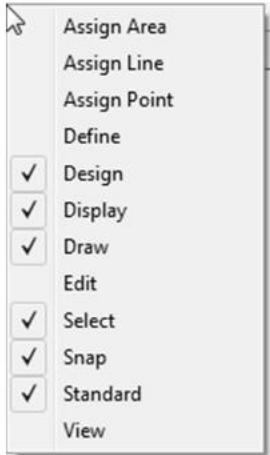 Assign Area
Assign Line
Assign Point
Define
Design
Display
Draw
Edit
Select
Snap
Standard
View